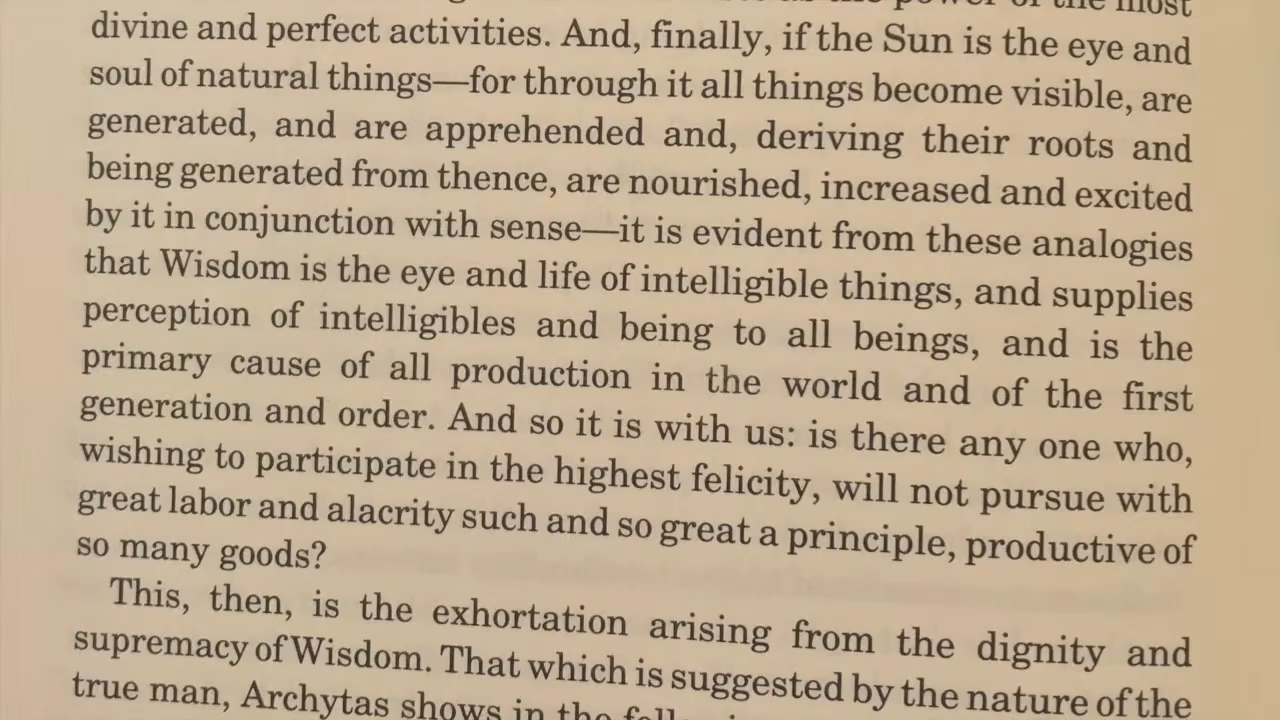 power of the most
divine and perfect activities. And, finally, if the Sun is the eye and
soul of natural things—for through it all things become visible, are
generated, and are apprehended and, deriving their roots and
being generated from thence, are nourished, increased and excited
by it in conjunction with sense—it is evident from these analogies
that Wisdom is the eye and life of intelligible things, and supplies
perception of intelligibles and being to all beings, and is the
primary cause of all production in the world and of the first
generation and order. And so it is with us: is there any one who,
wishing to participate in the highest felicity, will not pursue with
great labor and alacrity such and so great a principle, productive of
so many goods?
This, then, is the exhortation arising from the dignity and
supremacy of Wisdom. That which is suggested by the nature of the
true man, Archytas shows in the